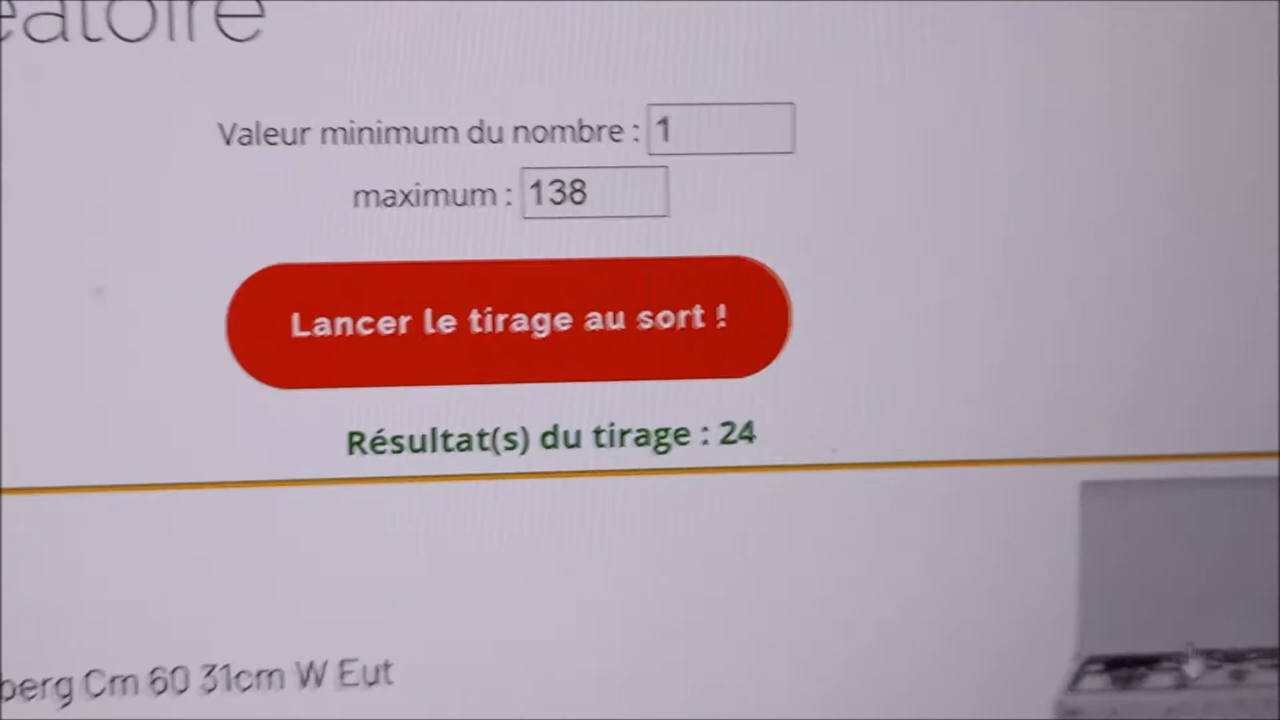 éatoire
Valeur minimum du nombre : 1
maximum : 138
Lancer le tirage au sort !
Résultat(s) du tirage : 24
berg Cm 60 31cm W Eut